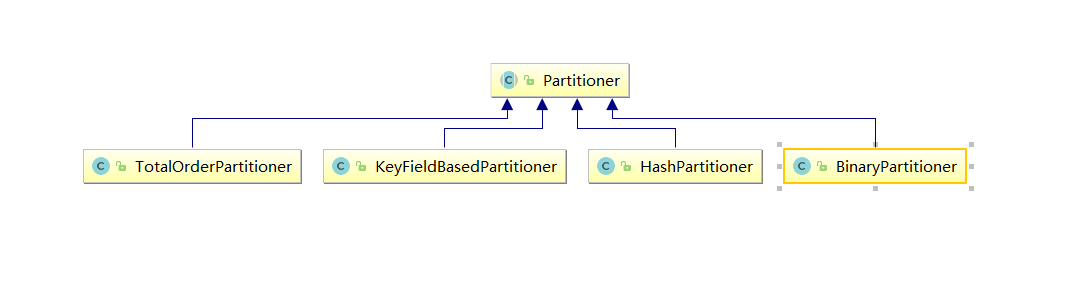 C Partitioner
C TotalOrderPartitioner
C KeyFieldBasedPartitioner
C HashPartitioner
C BinaryPartitioner